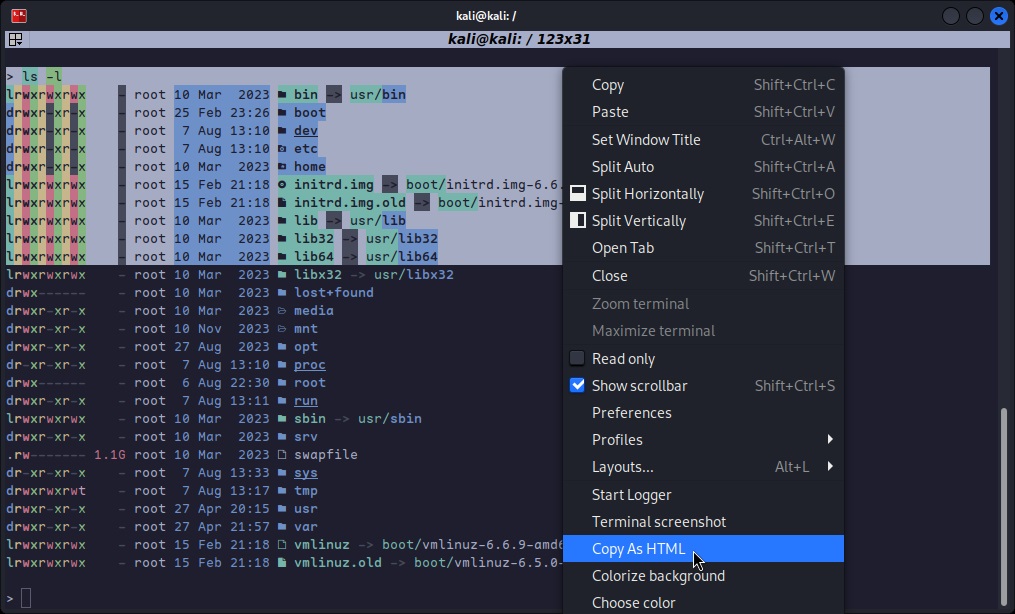 kali@kali: /
kali@kali: / 123x31
> ls -l
lrwxrwxrwx    - root 10 Mar  2023 bin -> usr/bin
drwxr-xr-x    - root 25 Feb 23:26 boot
drwxr-xr-x    - root  7 Aug 13:10 dev
drwxr-xr-x    - root  7 Aug 13:10 etc
drwxr-xr-x    - root 10 Mar  2023 home
lrwxrwxrwx    - root 15 Feb 21:18 initrd.img -> boot/initrd.img-6.6.
lrwxrwxrwx    - root 15 Feb 21:18 initrd.img.old -> boot/initrd.img-
lrwxrwxrwx    - root 10 Mar  2023 lib -> usr/lib
lrwxrwxrwx    - root 10 Mar  2023 lib32 -> usr/lib32
lrwxrwxrwx    - root 10 Mar  2023 lib64 -> usr/lib64
lrwxrwxrwx    - root 10 Mar  2023 libx32 -> usr/libx32
drwx------    - root 10 Mar  2023 lost+found
drwxr-xr-x    - root 10 Mar  2023 media
drwxr-xr-x    - root 10 Nov  2023 mnt
drwxr-xr-x    - root 27 Aug  2023 opt
dr-xr-xr-x    - root  7 Aug 13:10 proc
drwx------    - root  6 Aug 22:30 root
drwxr-xr-x    - root  7 Aug 13:11 run
lrwxrwxrwx    - root 10 Mar  2023 sbin -> usr/sbin
drwxr-xr-x    - root 10 Mar  2023 srv
.rw------- 1.1G root 10 Mar  2023 swapfile
dr-xr-xr-x    - root  7 Aug 13:33 sys
drwxrwxrwt    - root  7 Aug 13:17 tmp
drwxr-xr-x    - root 27 Apr 20:15 usr
drwxr-xr-x    - root 27 Apr 21:57 var
lrwxrwxrwx    - root 15 Feb 21:18 vmlinuz -> boot/vmlinuz-6.6.9-amd6
lrwxrwxrwx    - root 15 Feb 21:18 vmlinuz.old -> boot/vmlinuz-6.5.0-
>
Copy Shift+Ctrl+C
Paste Shift+Ctrl+V
Set Window Title Ctrl+Alt+W
Split Auto Shift+Ctrl+A
Split Horizontally Shift+Ctrl+O
Split Vertically Shift+Ctrl+E
Open Tab Shift+Ctrl+T
Close Shift+Ctrl+W
Zoom terminal
Maximize terminal
Read only
Show scrollbar Shift+Ctrl+S
Preferences
Profiles
Layouts... Alt+L
Start Logger
Terminal screenshot
Copy As HTML
Colorize background
Choose color